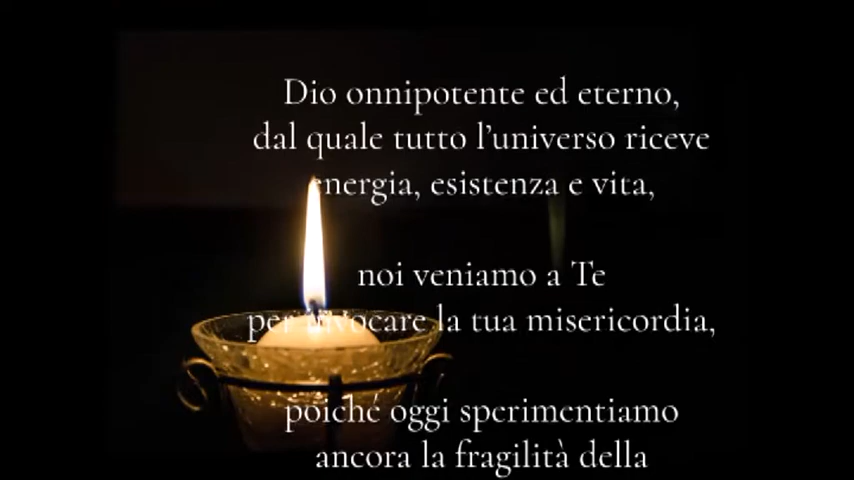 Dio onnipotente ed eterno,
dal quale tutto l'universo riceve
energia, esistenza e vita,
noi veniamo a Te
per invocare la tua misericordia,
poiché oggi sperimentiamo
ancora la fragilità della